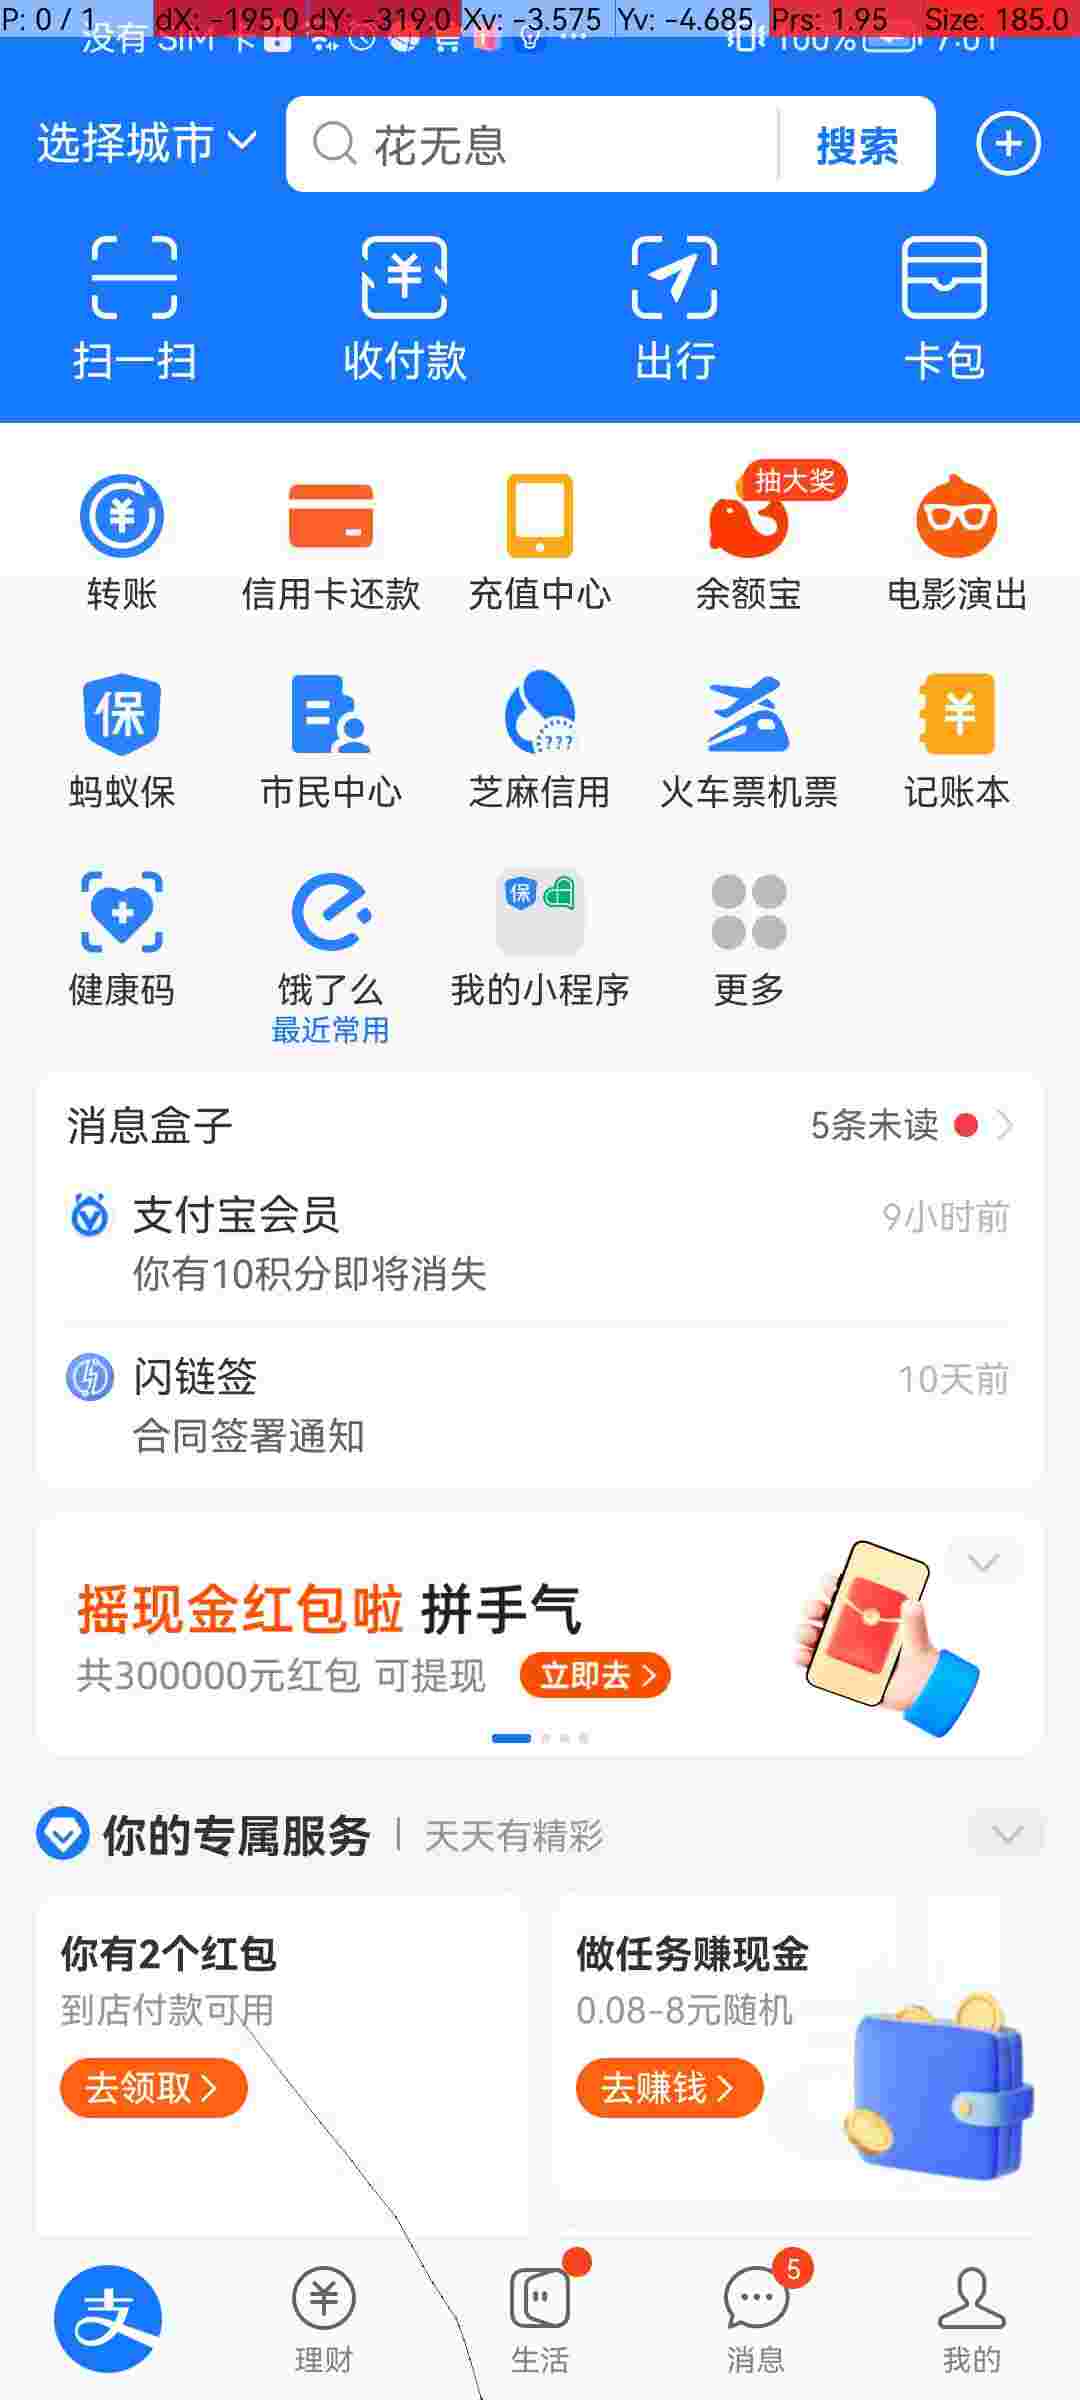 P: 0 / 1 dX: -195.0 dY: -319.0 Xv: -3.575 Yv: -4.685 Prs: 1.95 Size: 185.0
没有 SIM 卡 100% 7:01
选择城市 花无息 搜索
扫一扫 收付款 出行 卡包
抽大奖
转账 信用卡还款 充值中心 余额宝 电影演出
保 ???
蚂蚁保 市民中心 芝麻信用 火车票机票 记账本
保
健康码 饿了么 我的小程序 更多
最近常用
消息盒子 5条未读
支付宝会员 9小时前
你有10积分即将消失
闪链签 10天前
合同签署通知
摇现金红包啦 拼手气
共300000元红包 可提现 立即去
你的专属服务 天天有精彩
你有2个红包 做任务赚现金
到店付款可用 0.08-8元随机
去领取 去赚钱
5
支 理财 生活 消息 我的